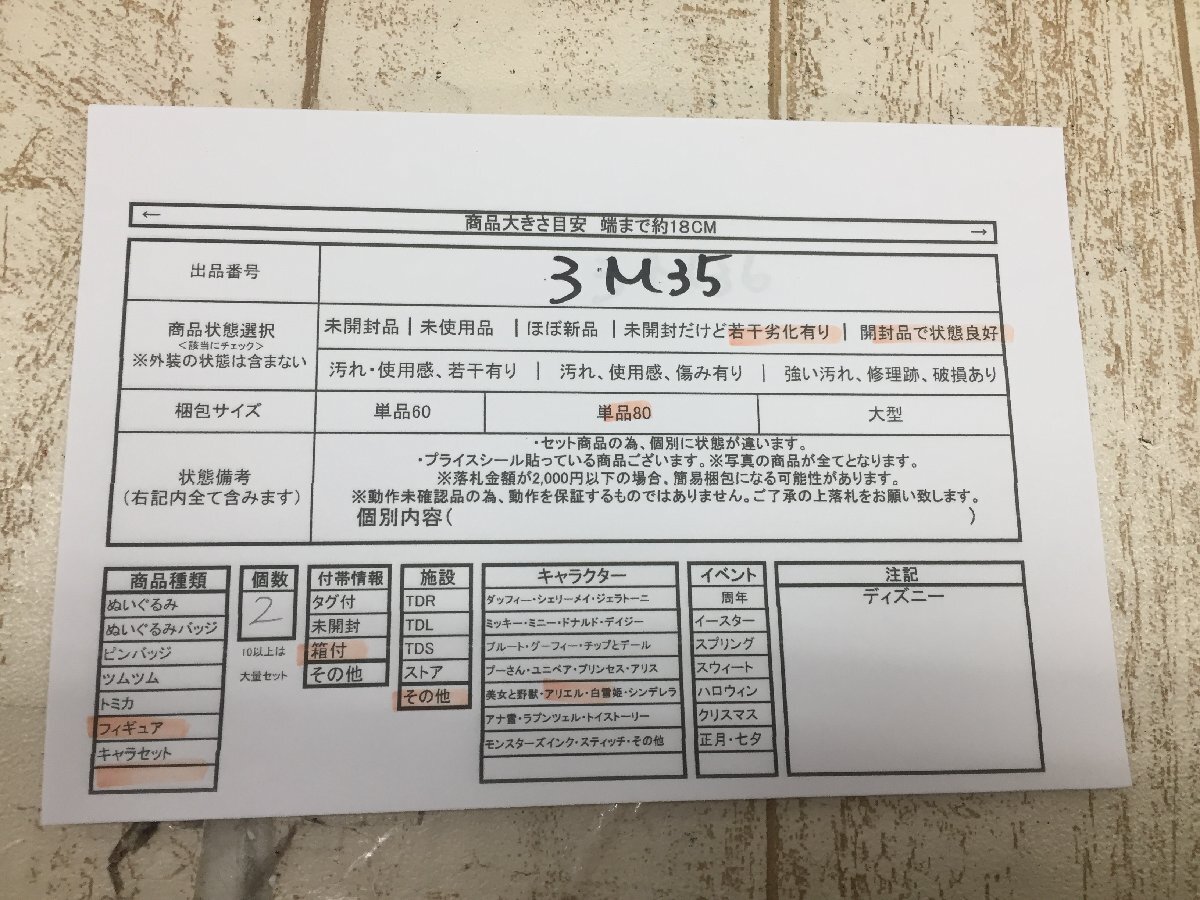 ← 商品大きさ目安 端まで約18CM →
出品番号 3M35
商品状態選択
<該当にチェック>
※外装の状態は含まない
未開封品 | 未使用品 | ほぼ新品 | 未開封だけど若干劣化有り | 開封品で状態良好
汚れ・使用感、若干有り | 汚れ、使用感、傷み有り | 強い汚れ、修理跡、破損あり
梱包サイズ 単品60 単品80 大型
状態備考
(右記内全て含みます)
・セット商品の為、個別に状態が違います。
・プライスシール貼っている商品ございます。※写真の商品が全てとなります。
※落札金額が2,000円以下の場合、簡易梱包になる可能性があります。
※動作未確認品の為、動作を保証するものではありません。ご了承の上落札をお願い致します。
個別内容( )
商品種類
ぬいぐるみ
ぬいぐるみバッジ
ピンバッジ
ツムツム
トミカ
フィギュア
キャラセット
個数
2
10以上は
大量セット
付帯情報
タグ付
未開封
箱付
その他
施設
TDR
TDL
TDS
ストア
その他
キャラクター
ダッフィー・シェリーメイ・ジェラトーニ
ミッキー・ミニー・ドナルド・デイジー
プルート・グーフィー・チップとデール
プーさん・ユニベア・プリンセス・アリス
美女と野獣・アリエル・白雪姫・シンデレラ
アナ雪・ラプンツェル・トイストーリー
モンスターズインク・スティッチ・その他
イベント
周年
イースター
スプリング
スウィート
ハロウィン
クリスマス
正月・七夕
注記
ディズニー